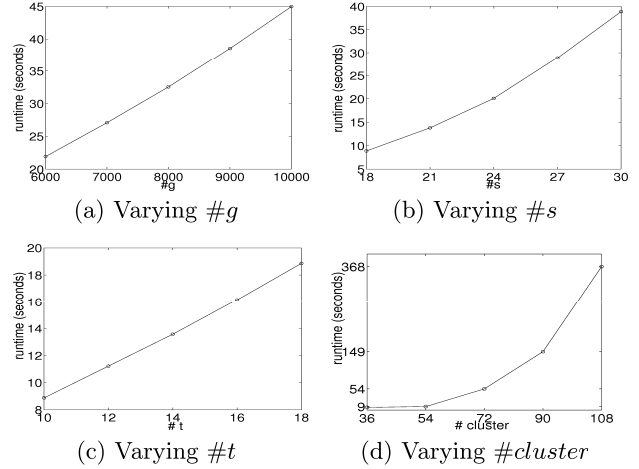 45
40
35
30
25
20
runtime (seconds)
6000 7000 8000 9000 10000
#g
(a) Varying #g
40
35
30
25
20
15
10
5
runtime (seconds)
18 21 24 27 30
#s
(b) Varying #s
20
18
16
14
12
10
8
runtime (seconds)
10 12 14 16 18
# t
(c) Varying #t
368
149
54
9
runtime (seconds)
36 54 72 90 108
# cluster
(d) Varying #cluster